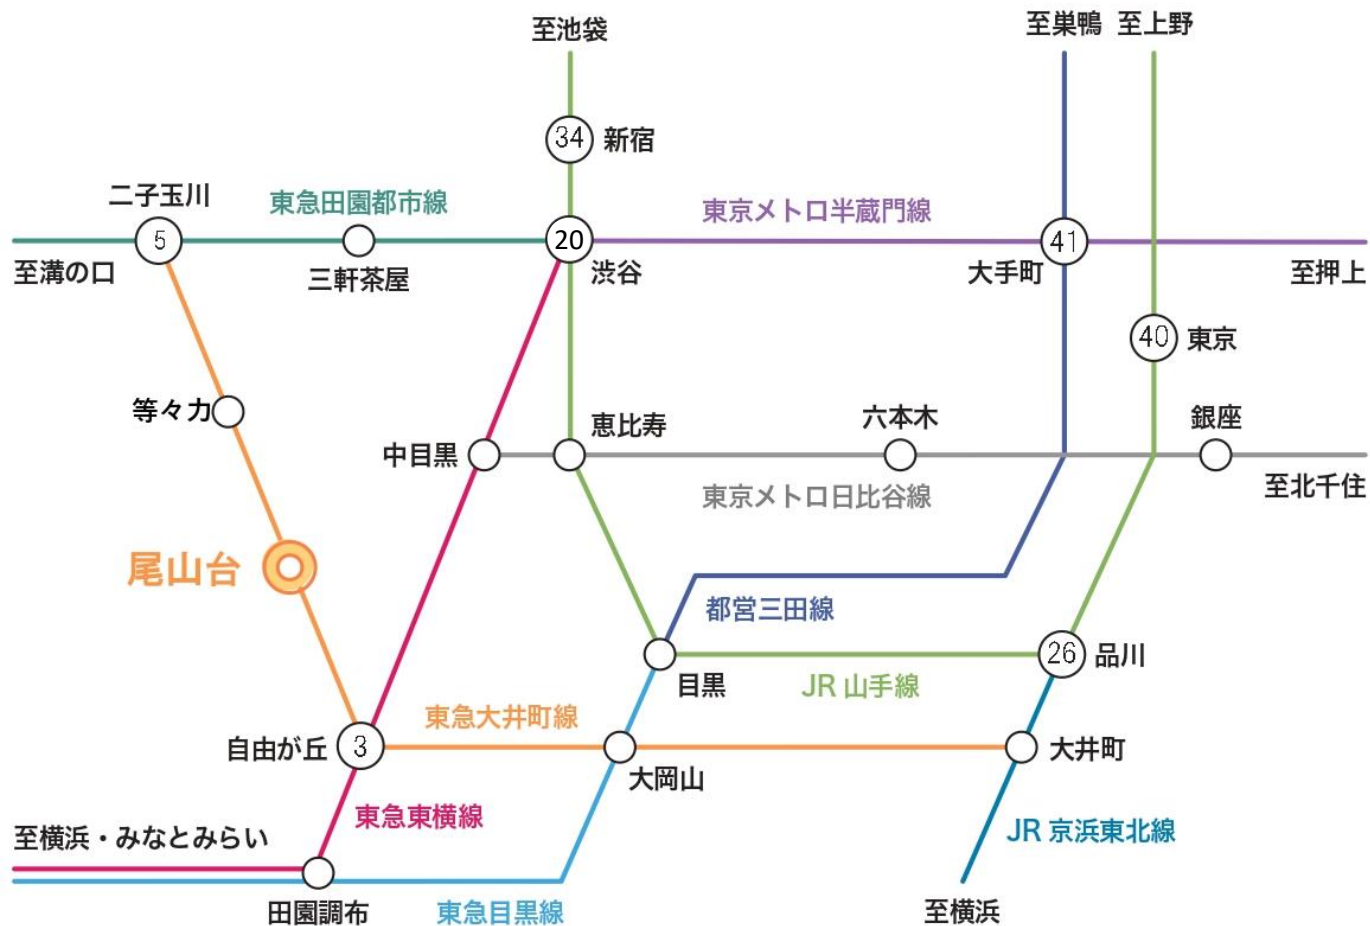 至池袋
至巣鴨
至上野
34
新宿
二子玉川
東急田園都市線
東京メトロ半蔵門線
5
20
41
至溝の口
三軒茶屋
渋谷
大手町
至押上
40
東京
等々力
中目黒
恵比寿
六本木
銀座
東京メトロ日比谷線
至北千住
尾山台
都営三田線
26
品川
目黒
JR 山手線
東急大井町線
自由が丘
3
大岡山
大井町
東急東横線
至横浜・みなとみらい
JR 京浜東北線
田園調布
東急目黒線
至横浜